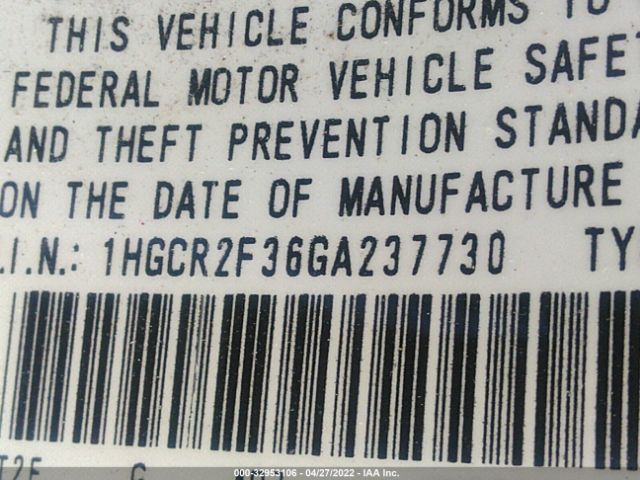 THIS VEHICLE CONFORMS TO
FEDERAL MOTOR VEHICLE SAFET
AND THEFT PREVENTION STANDA
ON THE DATE OF MANUFACTURE
.I.N.: 1HGCR2F36GA237730 TY
G
000-32953106 - 04/27/2022 - IAA Inc.